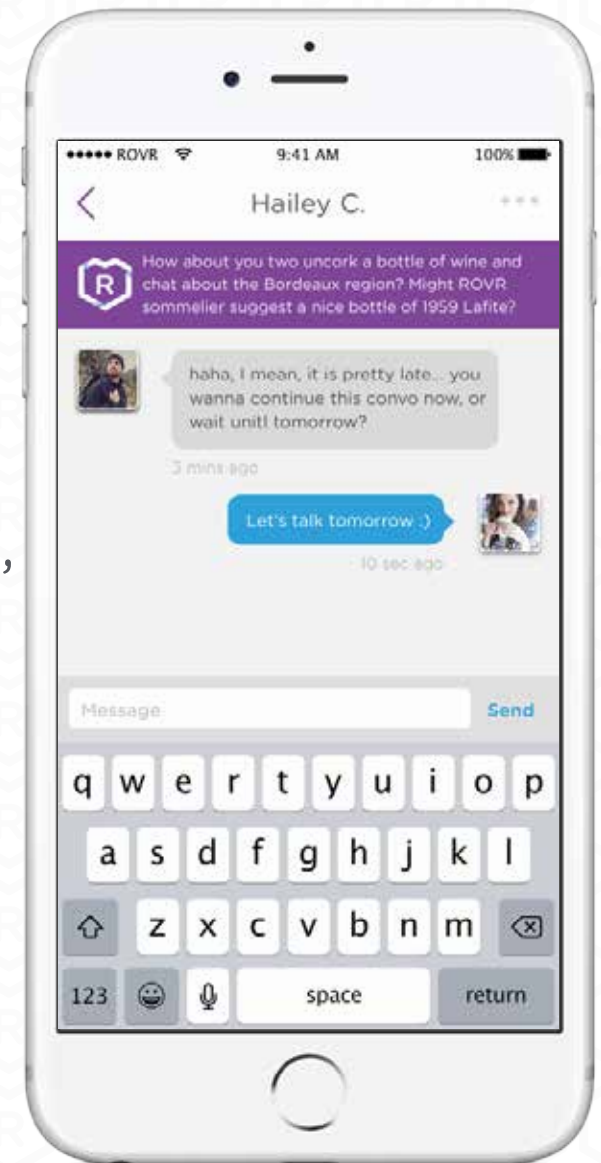 ●●●●● ROVR 9:41 AM 100%
Hailey C.
R
How about you two uncork a bottle of wine and
chat about the Bordeaux region? Might ROVR
sommelier suggest a nice bottle of 1959 Lafite?
haha, I mean, it is pretty late... you
wanna continue this convo now, or
wait unitl tomorrow?
3 mins ago
Let's talk tomorrow :)
10 sec ago
,
Message Send
q w e r t y u i o p
a s d f g h j k l
z x c v b n m
123 space return